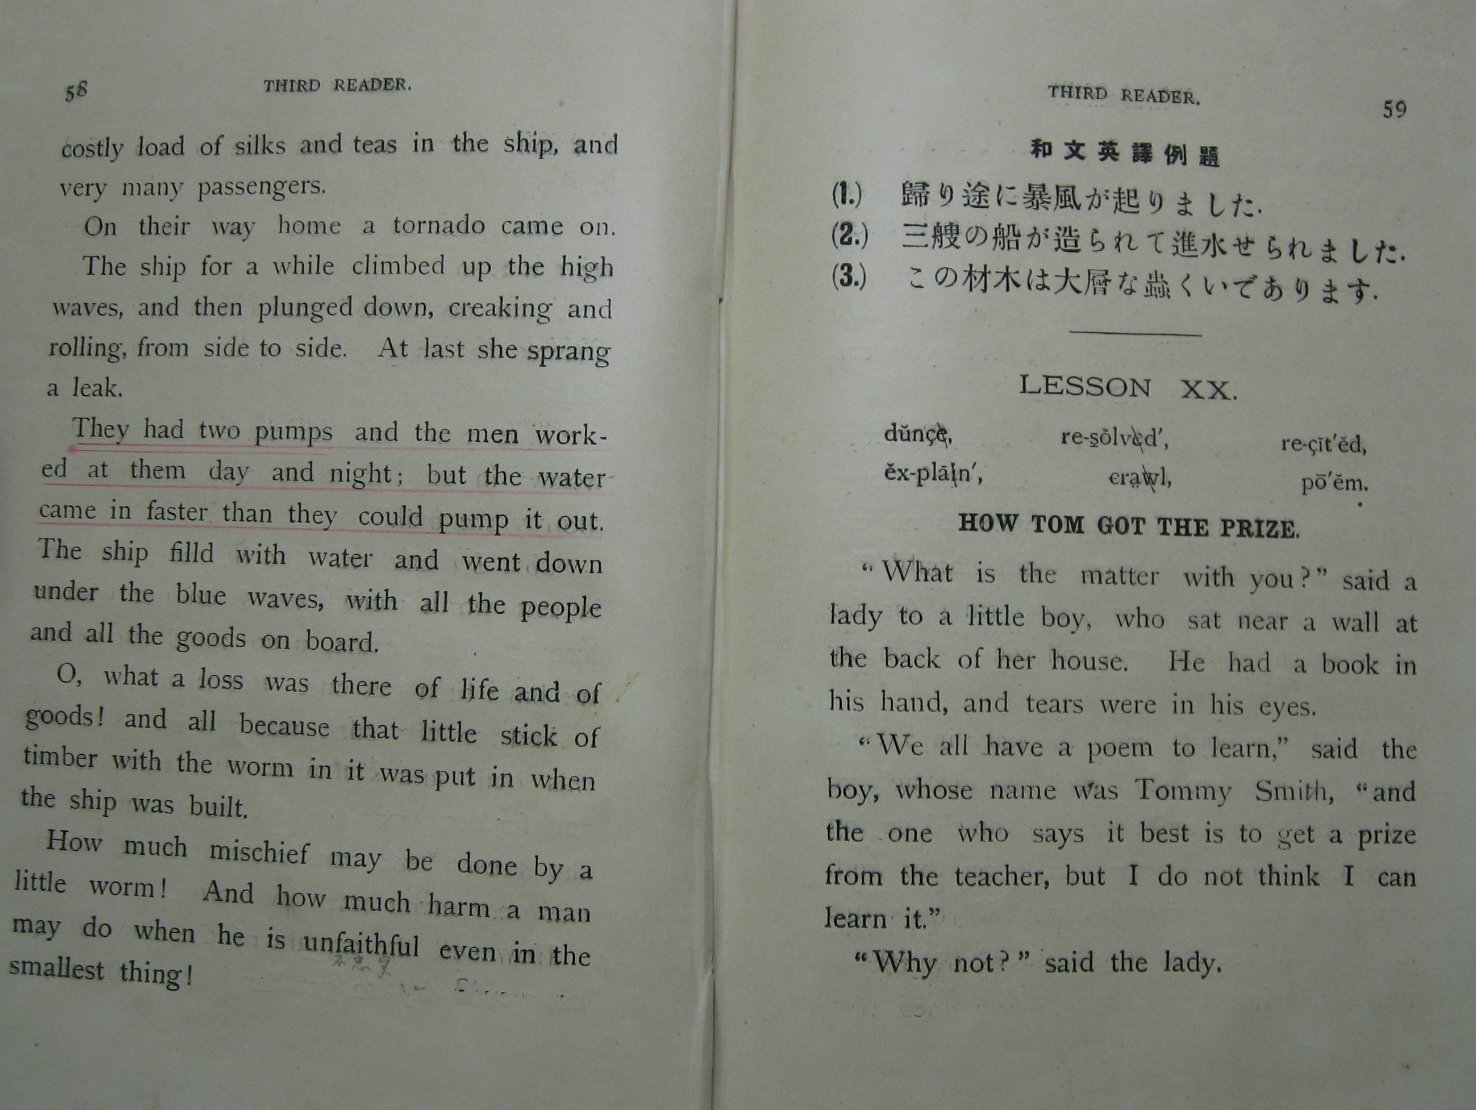 58
THIRD READER.
costly load of silks and teas in the ship, and
very many passengers.
On their way home a tornado came on.
The ship for a while climbed up the high
waves, and then plunged down, creaking and
rolling, from side to side. At last she sprang
a leak.
They had two pumps and the men work-
ed at them day and night; but the water
came in faster than they could pump it out.
The ship filld with water and went down
under the blue waves, with all the people
and all the goods on board.
O, what a loss was there of life and of
goods! and all because that little stick of
timber with the worm in it was put in when
the ship was built.
How much mischief may be done by a
little worm! And how much harm a man
may do when he is unfaithful even in the
smallest thing!
THIRD READER.
59
和文英譯例題
(1.) 歸り途に暴風が起りました.
(2.) 三艘の船が造られて進水せられました.
(3.) この材木は大層な蟲くいであります.
LESSON XX.
dŭnçe, re-ṣŏlved′, re-çīt′ĕd,
ĕx-plāin′, crawl, pō′ĕm.
HOW TOM GOT THE PRIZE.
“What is the matter with you?” said a
lady to a little boy, who sat near a wall at
the back of her house. He had a book in
his hand, and tears were in his eyes.
“We all have a poem to learn,” said the
boy, whose name was Tommy Smith, “and
the one who says it best is to get a prize
from the teacher, but I do not think I can
learn it.”
“Why not?” said the lady.